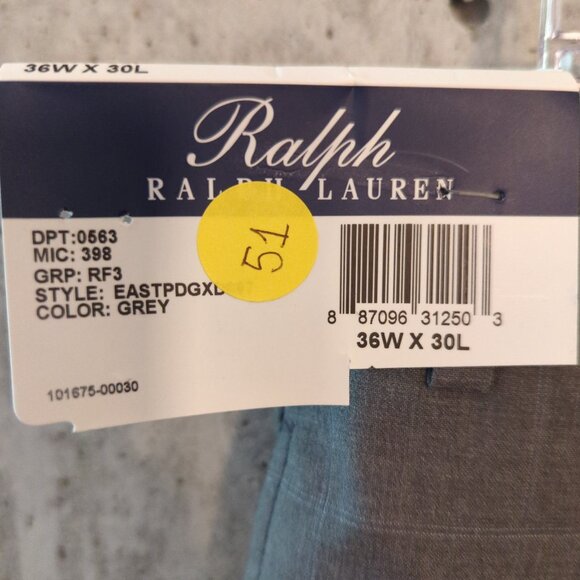 36W X 30L
Ralph
RALPH LAUREN
51
DPT:0563
MIC: 398
GRP: RF3
STYLE:
COLOR: GREY
101675-00030
8 87096 31250 3
36W X 30L